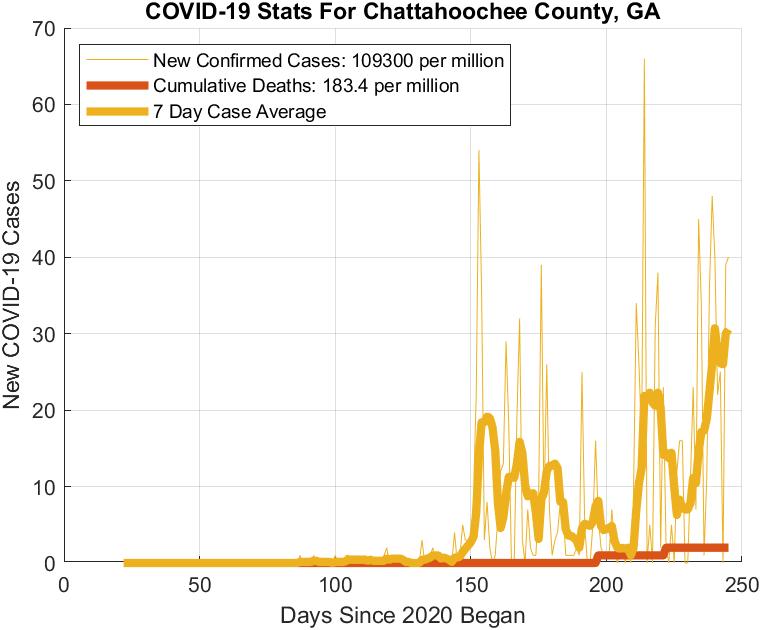 COVID-19 Stats For Chattahoochee County, GA
New Confirmed Cases: 109300 per million
Cumulative Deaths: 183.4 per million
7 Day Case Average
New COVID-19 Cases
70
60
50
40
30
20
10
0
0 50 100 150 200 250
Days Since 2020 Began